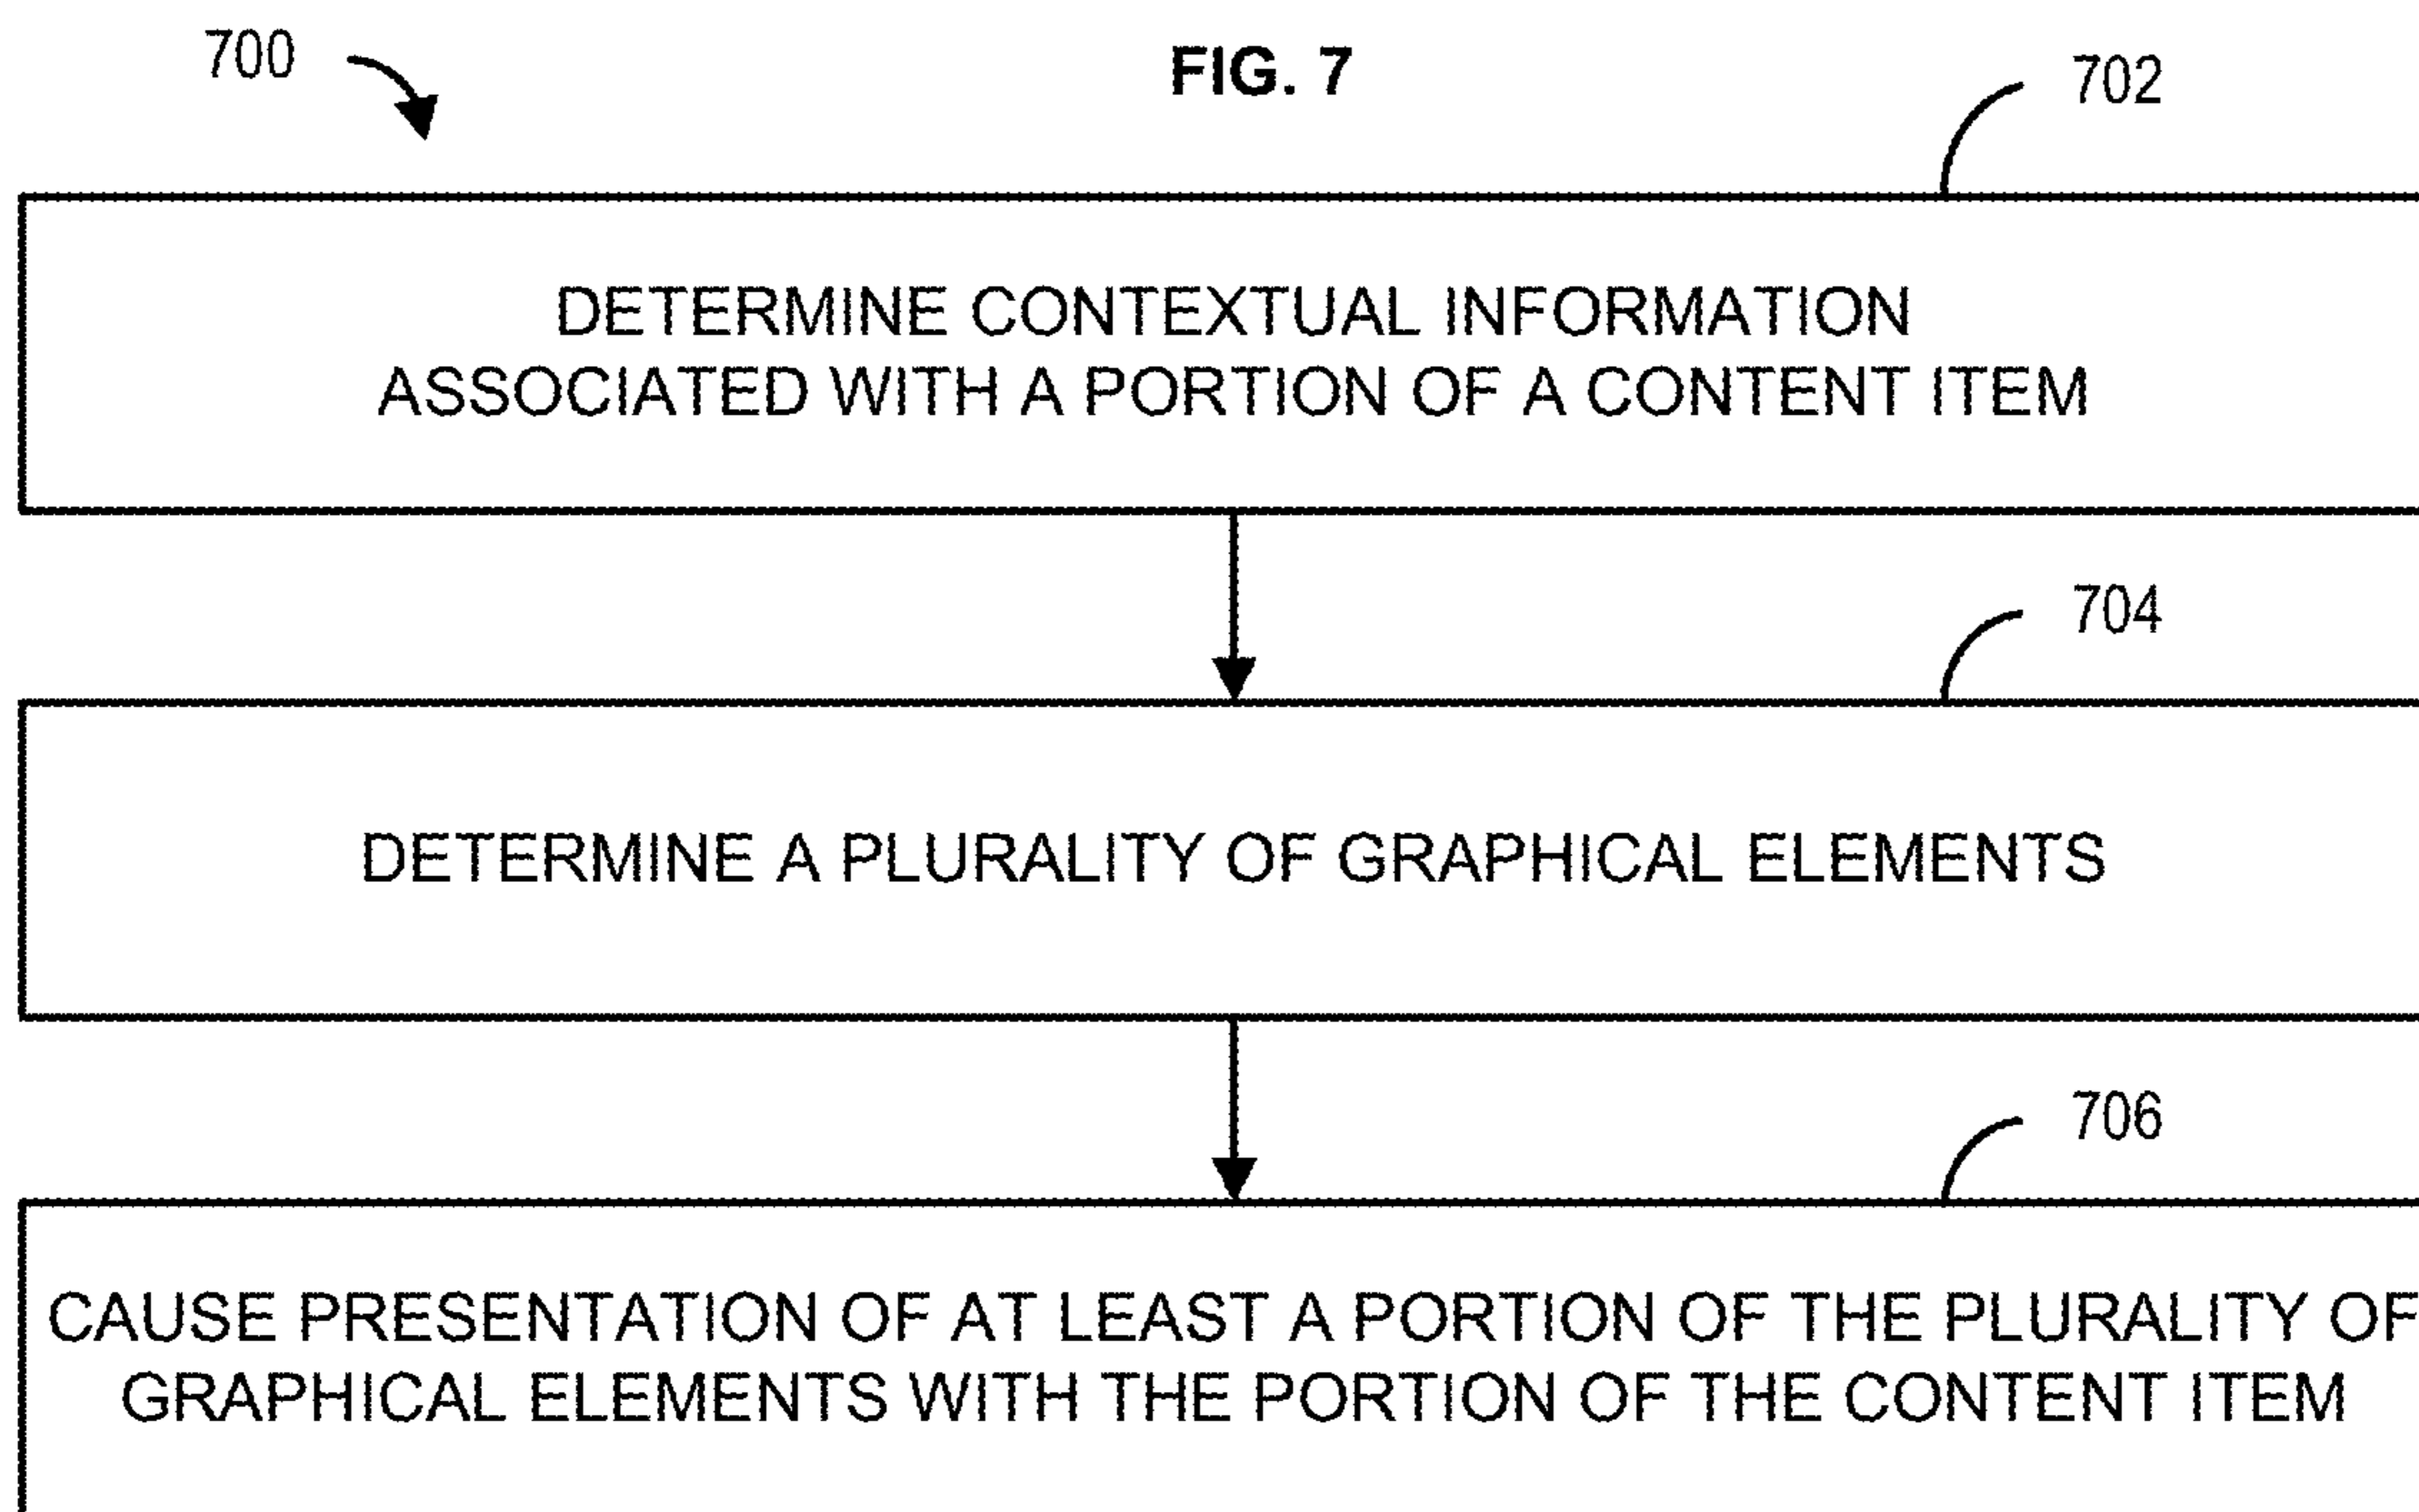 700
FIG. 7
702
DETERMINE CONTEXTUAL INFORMATION
ASSOCIATED WITH A PORTION OF A CONTENT ITEM
704
DETERMINE A PLURALITY OF GRAPHICAL ELEMENTS
706
CAUSE PRESENTATION OF AT LEAST A PORTION OF THE PLURALITY OF
GRAPHICAL ELEMENTS WITH THE PORTION OF THE CONTENT ITEM